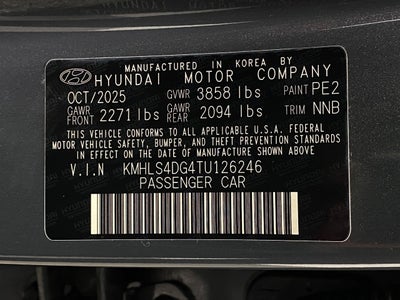 MANUFACTURED IN KOREA BY
HYUNDAI MOTOR COMPANY
OCT/2025 GVWR 3858 lbs PAINT PE2
GAWR FRONT 2271 lbs GAWR REAR 2094 lbs TRIM NNB
THIS VEHICLE CONFORMS TO ALL APPLICABLE U.S.A. FEDERAL
MOTOR VEHICLE SAFETY, BUMPER, AND THEFT PREVENTION STANDARDS
IN EFFECT ON THE DATE OF MANUFACTURE SHOWN ABOVE.
V.I.N KMHLS4DG4TU126246
PASSENGER CAR